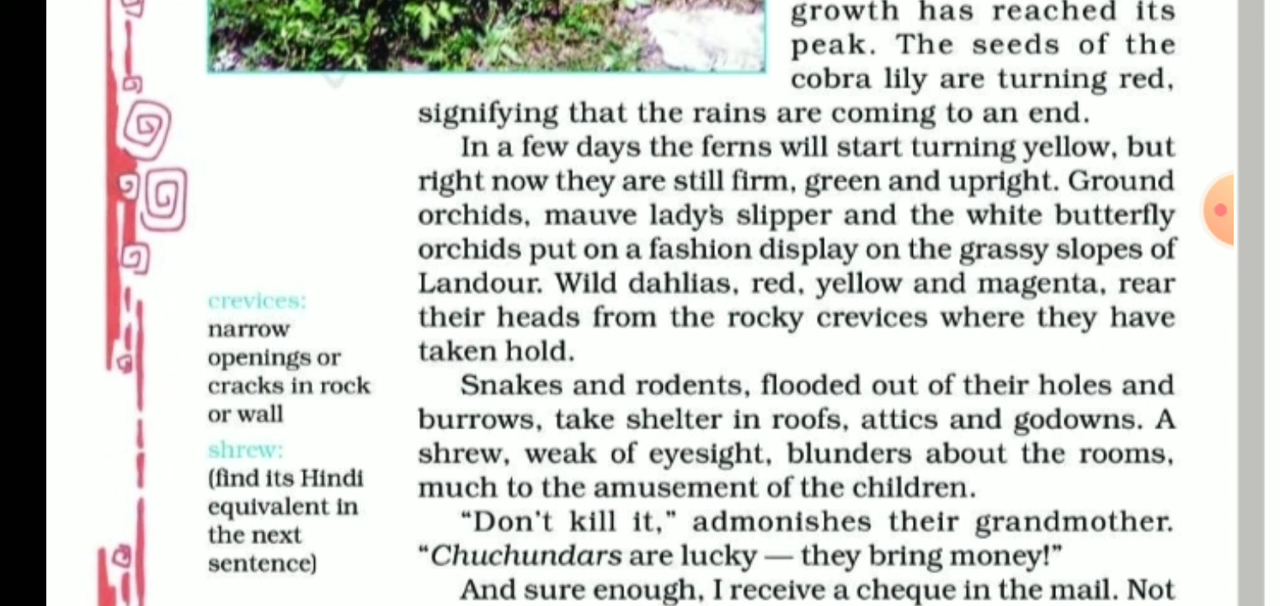 growth has reached its
peak. The seeds of the
cobra lily are turning red,
signifying that the rains are coming to an end.
In a few days the ferns will start turning yellow, but
right now they are still firm, green and upright. Ground
orchids, mauve lady's slipper and the white butterfly
orchids put on a fashion display on the grassy slopes of
Landour. Wild dahlias, red, yellow and magenta, rear
their heads from the rocky crevices where they have
taken hold.
Snakes and rodents, flooded out of their holes and
burrows, take shelter in roofs, attics and godowns. A
shrew, weak of eyesight, blunders about the rooms,
much to the amusement of the children.
“Don't kill it,” admonishes their grandmother.
“Chuchundars are lucky — they bring money!”
And sure enough, I receive a cheque in the mail. Not
crevices:
narrow
openings or
cracks in rock
or wall
shrew:
(find its Hindi
equivalent in
the next
sentence)